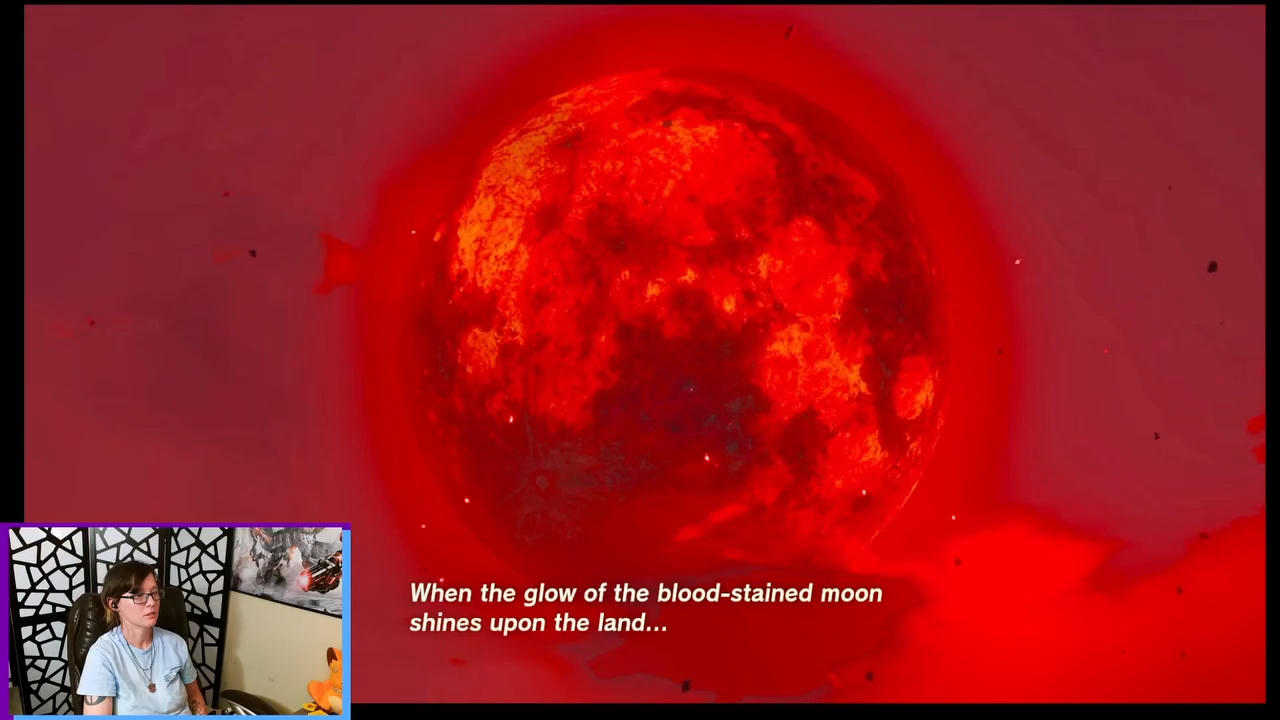 When the glow of the blood-stained moon
shines upon the land...